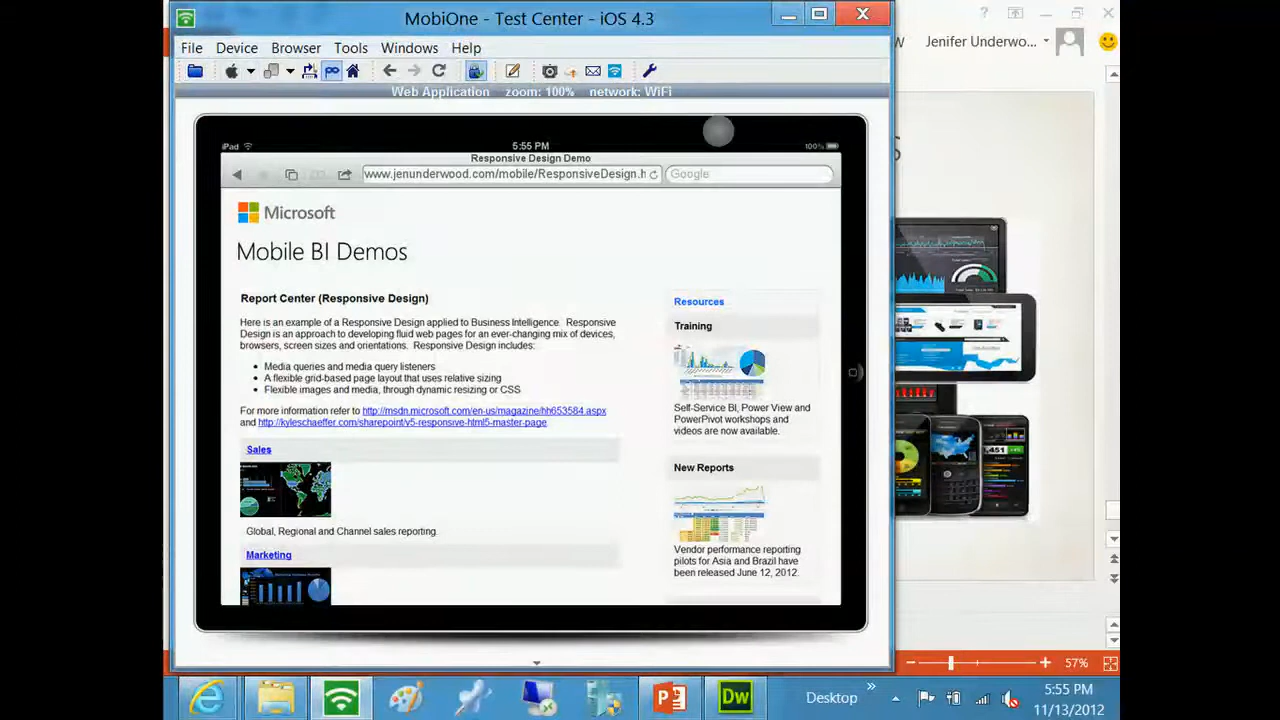 MobiOne - Test Center - iOS 4.3
File Device Browser Tools Windows Help
Web Application zoom: 100% network: WiFi
Jenifer Underwo...
iPad 5:55 PM 100%
Responsive Design Demo
www.jenunderwood.com/mobile/ResponsiveDesign.h
Google
Microsoft
Mobile BI Demos
Report Center (Responsive Design)
Here is an example of a Responsive Design applied to Business Intelligence. Responsive
Design is an approach to developing fluid web pages for an ever-changing mix of devices,
browsers, screen sizes and orientations. Responsive Design includes:
• Media queries and media query listeners
• A flexible grid-based page layout that uses relative sizing
• Flexible images and media, through dynamic resizing or CSS
For more information refer to http://msdn.microsoft.com/en-us/magazine/hh653584.aspx
and http://kyleschaeffer.com/sharepoint/v5-responsive-html5-master-page
Sales
Global, Regional and Channel sales reporting.
Marketing
Resources
Training
Self-Service BI, Power View and
PowerPivot workshops and
videos are now available.
New Reports
Vendor performance reporting
pilots for Asia and Brazil have
been released June 12, 2012.
57%
Dw
Desktop
5:55 PM
11/13/2012